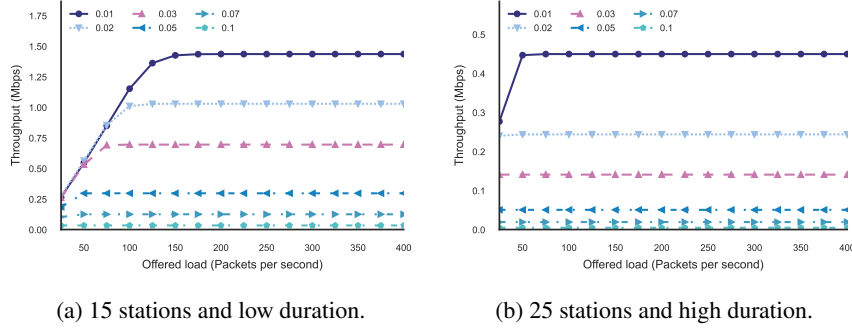 0.01 0.03 0.07
0.02 0.05 0.1
1.75
1.50
1.25
1.00
0.75
0.50
0.25
0.00
Throughput (Mbps)
50 100 150 200 250 300 350 400
Offered load (Packets per second)
(a) 15 stations and low duration.
0.01 0.03 0.07
0.02 0.05 0.1
0.5
0.4
0.3
0.2
0.1
0.0
Throughput (Mbps)
50 100 150 200 250 300 350 400
Offered load (Packets per second)
(b) 25 stations and high duration.